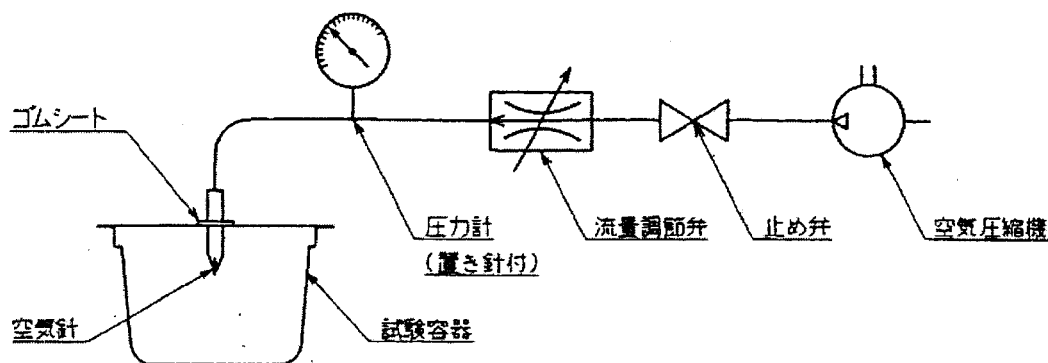 ゴムシート
圧力計
(置き針付)
流量調節弁
止め弁
空気圧縮機
空気針
試験容器